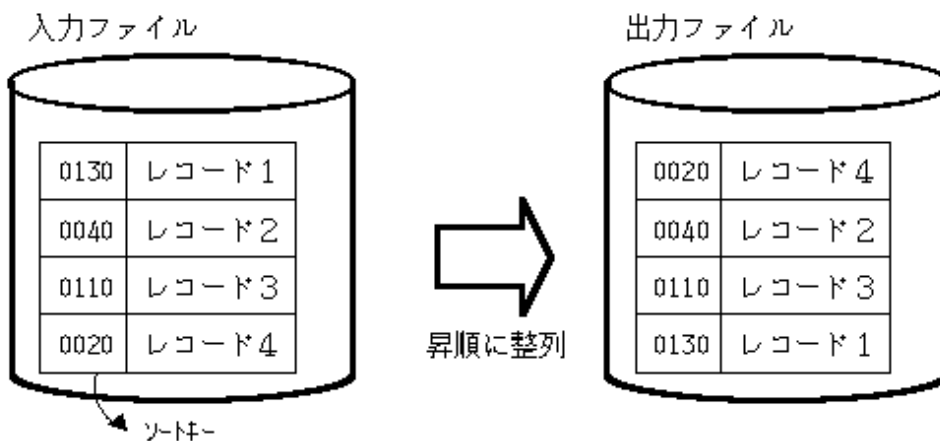 入力ファイル
0130 レコード1
0040 レコード2
0110 レコード3
0020 レコード4
ソートキー
昇順に整列
出力ファイル
0020 レコード4
0040 レコード2
0110 レコード3
0130 レコード1